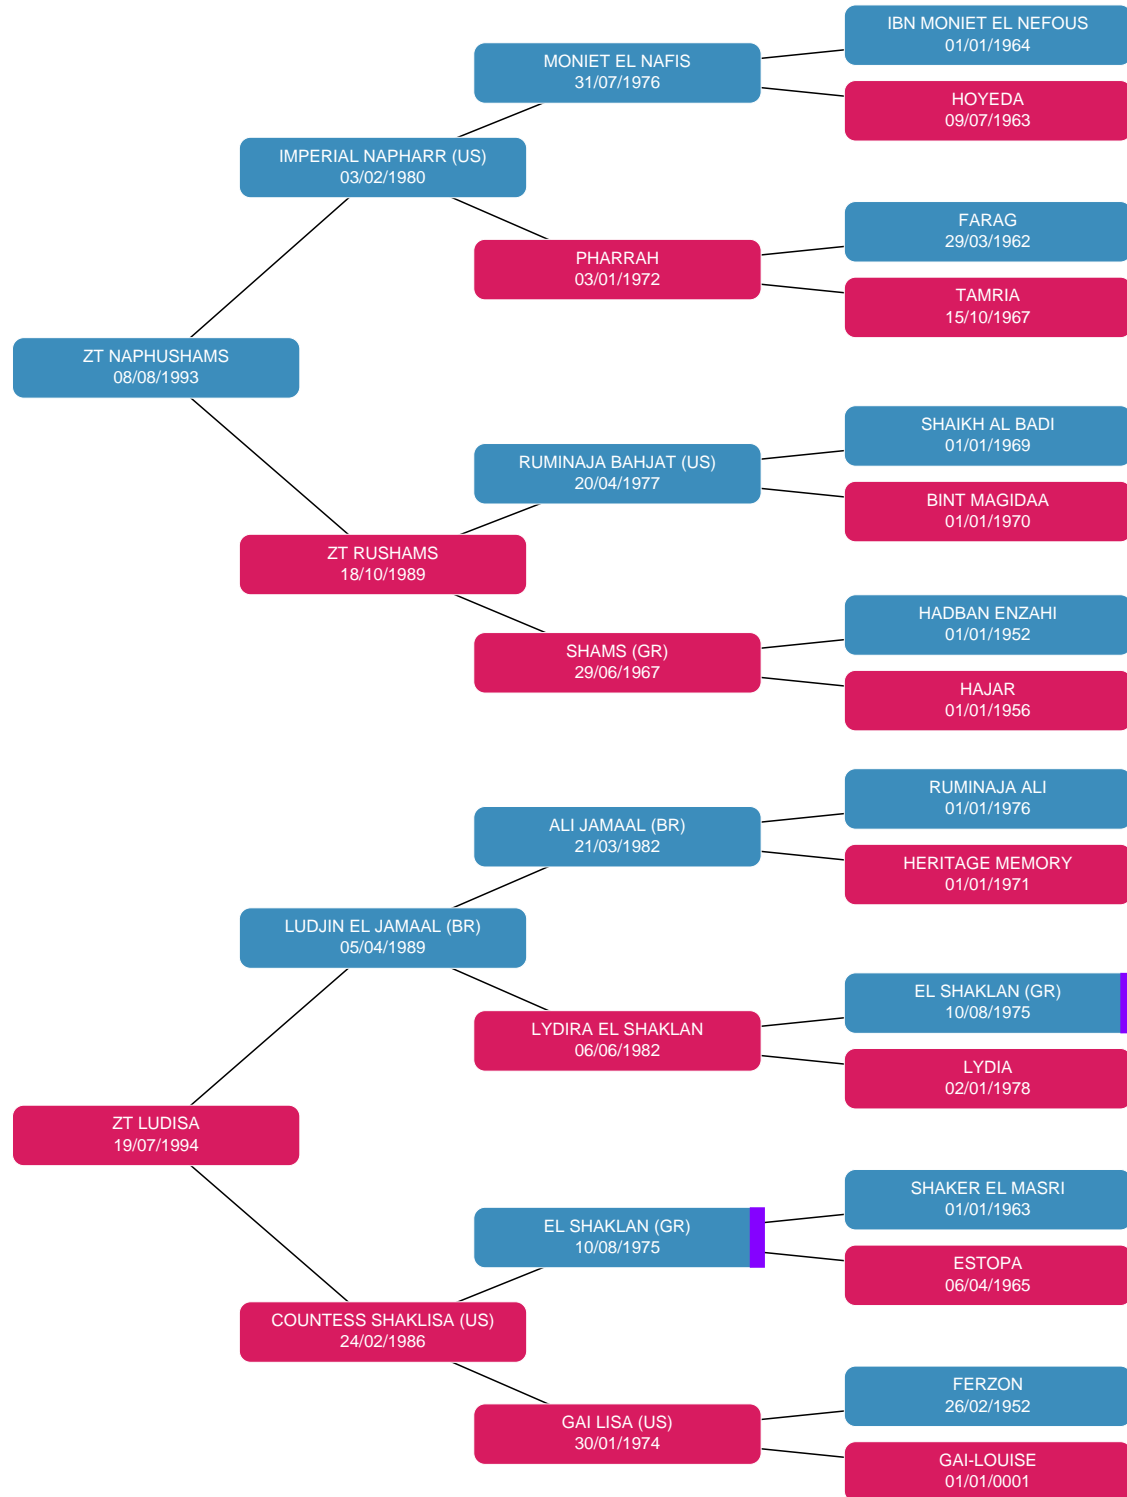 IBN MONIET EL NEFOUS
01/01/1964
MONIET EL NAFIS
31/07/1976
HOYEDA
09/07/1963
IMPERIAL NAPHARR (US)
03/02/1980
FARAG
29/03/1962
PHARRAH
03/01/1972
TAMRIA
15/10/1967
ZT NAPHUSHAMS
08/08/1993
SHAIKH AL BADI
01/01/1969
RUMINAJA BAHJAT (US)
20/04/1977
BINT MAGIDAA
01/01/1970
ZT RUSHAMS
18/10/1989
HADBAN ENZAHI
01/01/1952
SHAMS (GR)
29/06/1967
HAJAR
01/01/1956
RUMINAJA ALI
01/01/1976
ALI JAMAAL (BR)
21/03/1982
HERITAGE MEMORY
01/01/1971
LUDJIN EL JAMAAL (BR)
05/04/1989
EL SHAKLAN (GR)
10/08/1975
LYDIRA EL SHAKLAN
06/06/1982
LYDIA
02/01/1978
ZT LUDISA
19/07/1994
SHAKER EL MASRI
01/01/1963
EL SHAKLAN (GR)
10/08/1975
ESTOPA
06/04/1965
COUNTESS SHAKLISA (US)
24/02/1986
FERZON
26/02/1952
GAI LISA (US)
30/01/1974
GAI-LOUISE
01/01/0001